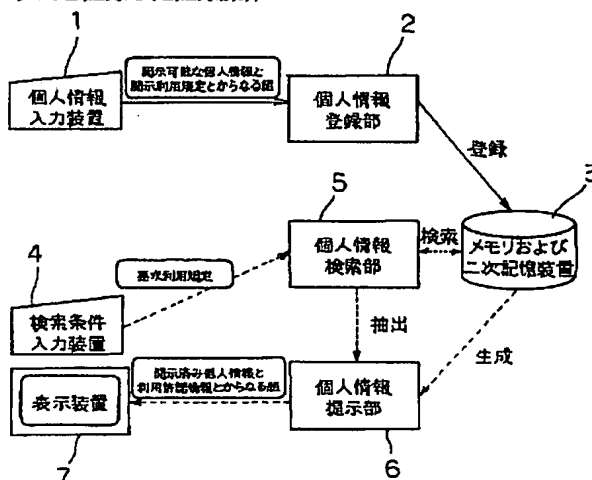 1
2
開示可能な個人情報と
開示利用規定とからなる組
個人情報
入力装置
個人情報
登録部
登録
3
5
検索
メモリおよび
二次記憶装置
個人情報
検索部
4
要求利用規定
検索条件
入力装置
抽出
生成
開示済み個人情報と
利用許諾情報とからなる組
表示装置
個人情報
提示部
7
6